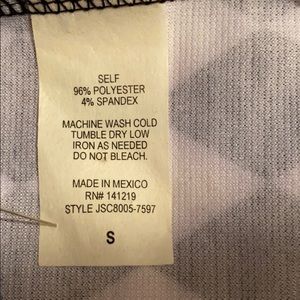 SELF
96% POLYESTER
4% SPANDEX
MACHINE WASH COLD
TUMBLE DRY LOW
IRON AS NEEDED
DO NOT BLEACH.
MADE IN MEXICO
RN# 141219
STYLE JSC8005-7597
S